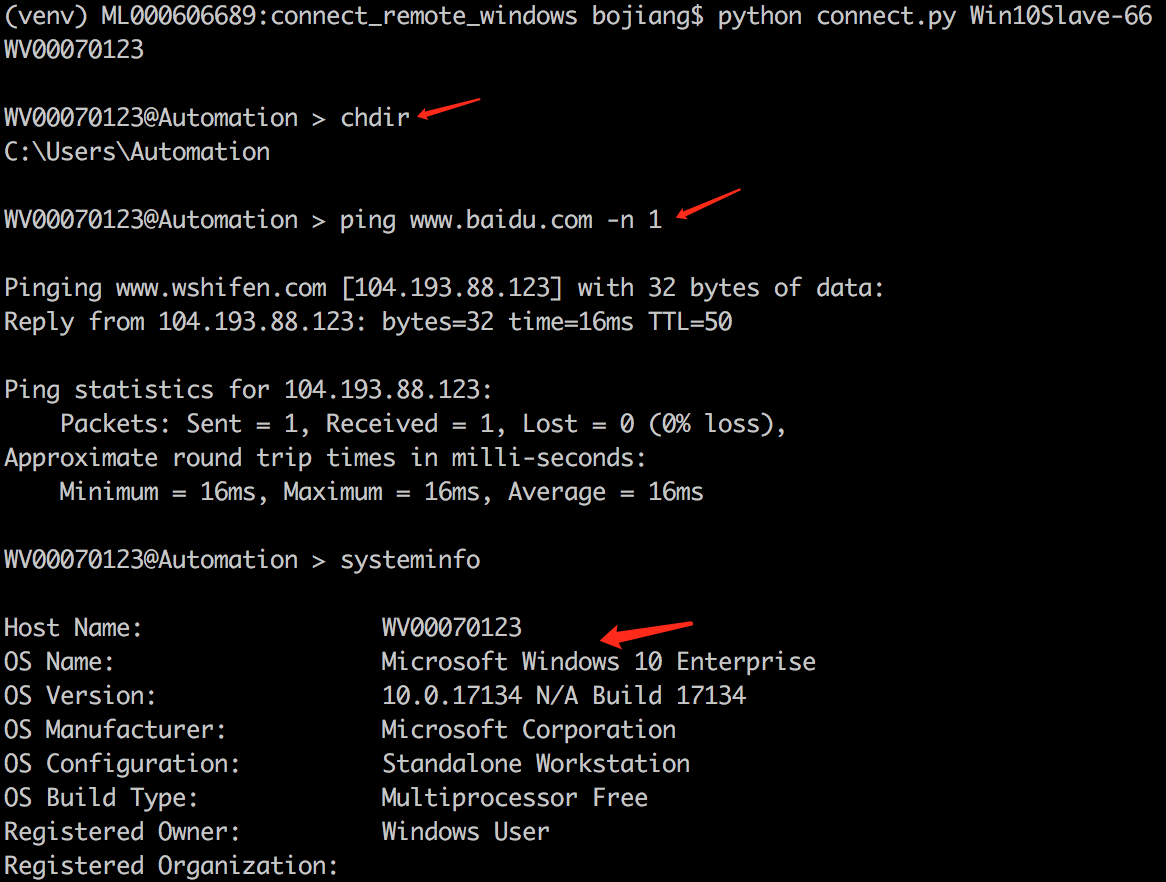 (venv) ML000606689:connect_remote_windows bojiang$ python connect.py Win10Slave-66
WV00070123
WV00070123@Automation > chdir
C:\Users\Automation
WV00070123@Automation > ping www.baidu.com -n 1
Pinging www.wshifen.com [104.193.88.123] with 32 bytes of data:
Reply from 104.193.88.123: bytes=32 time=16ms TTL=50
Ping statistics for 104.193.88.123:
    Packets: Sent = 1, Received = 1, Lost = 0 (0% loss),
Approximate round trip times in milli-seconds:
    Minimum = 16ms, Maximum = 16ms, Average = 16ms
WV00070123@Automation > systeminfo
Host Name:                 WV00070123
OS Name:                   Microsoft Windows 10 Enterprise
OS Version:                10.0.17134 N/A Build 17134
OS Manufacturer:           Microsoft Corporation
OS Configuration:          Standalone Workstation
OS Build Type:             Multiprocessor Free
Registered Owner:          Windows User
Registered Organization: